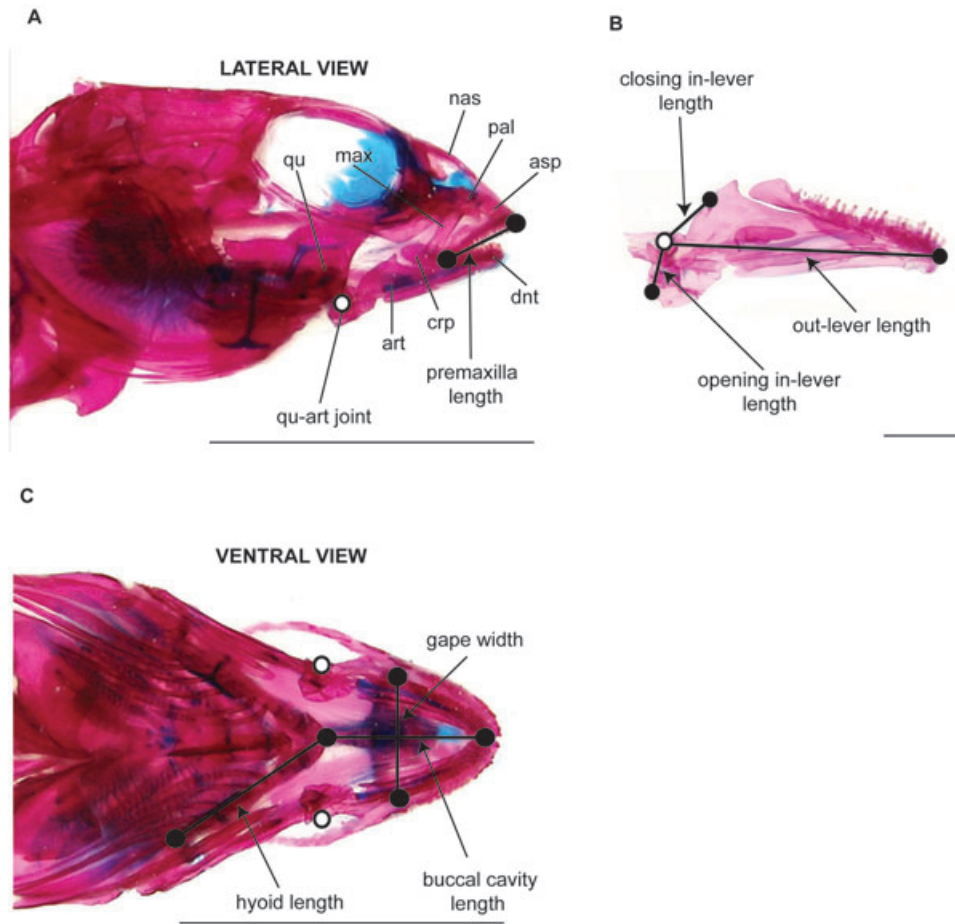 A
LATERAL VIEW
nas
pal
asp
qu
max
dnt
crp
art
premaxilla
length
qu-art joint
B
closing in-lever
length
out-lever length
opening in-lever
length
C
VENTRAL VIEW
gape width
buccal cavity
length
hyoid length